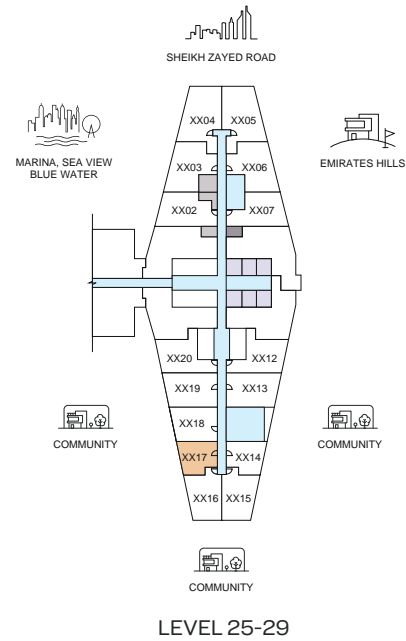 SHEIKH ZAYED ROAD
MARINA, SEA VIEW
BLUE WATER
EMIRATES HILLS
XX04 XX05
XX03 XX06
XX02 XX07
XX20 XX12
XX19 XX13
XX18
XX17 XX14
XX16 XX15
COMMUNITY
COMMUNITY
COMMUNITY
LEVEL 25-29